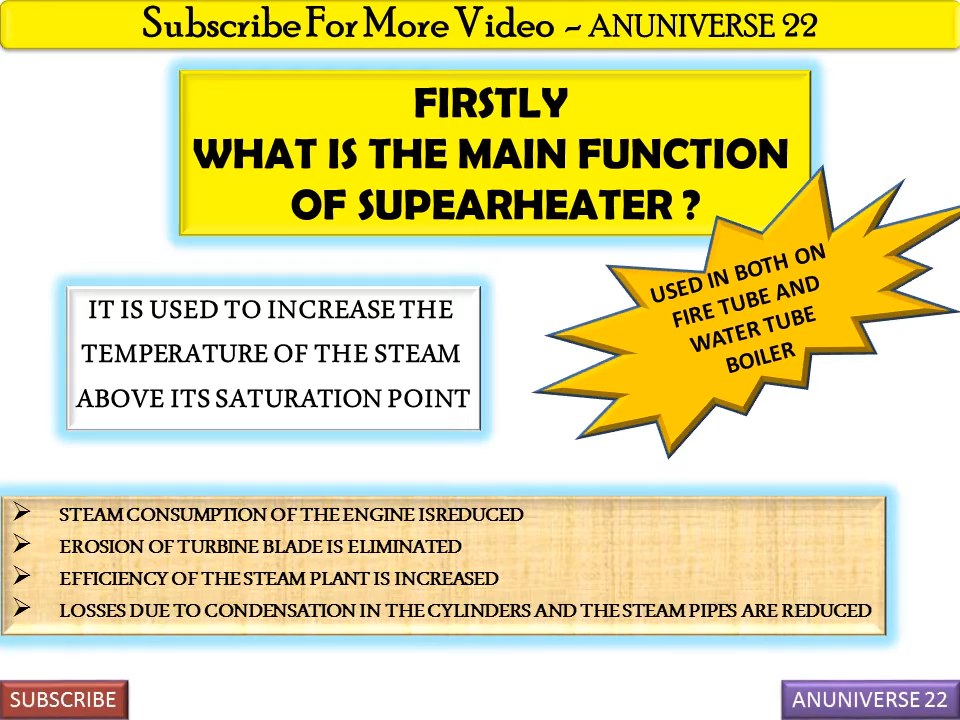 Subscribe For More Video - ANUNIVERSE 22
FIRSTLY
WHAT IS THE MAIN FUNCTION
OF SUPEARHEATER ?
USED IN BOTH ON
FIRE TUBE AND
WATER TUBE
BOILER
IT IS USED TO INCREASE THE
TEMPERATURE OF THE STEAM
ABOVE ITS SATURATION POINT
STEAM CONSUMPTION OF THE ENGINE ISREDUCED
EROSION OF TURBINE BLADE IS ELIMINATED
EFFICIENCY OF THE STEAM PLANT IS INCREASED
LOSSES DUE TO CONDENSATION IN THE CYLINDERS AND THE STEAM PIPES ARE REDUCED
SUBSCRIBE
ANUNIVERSE 22